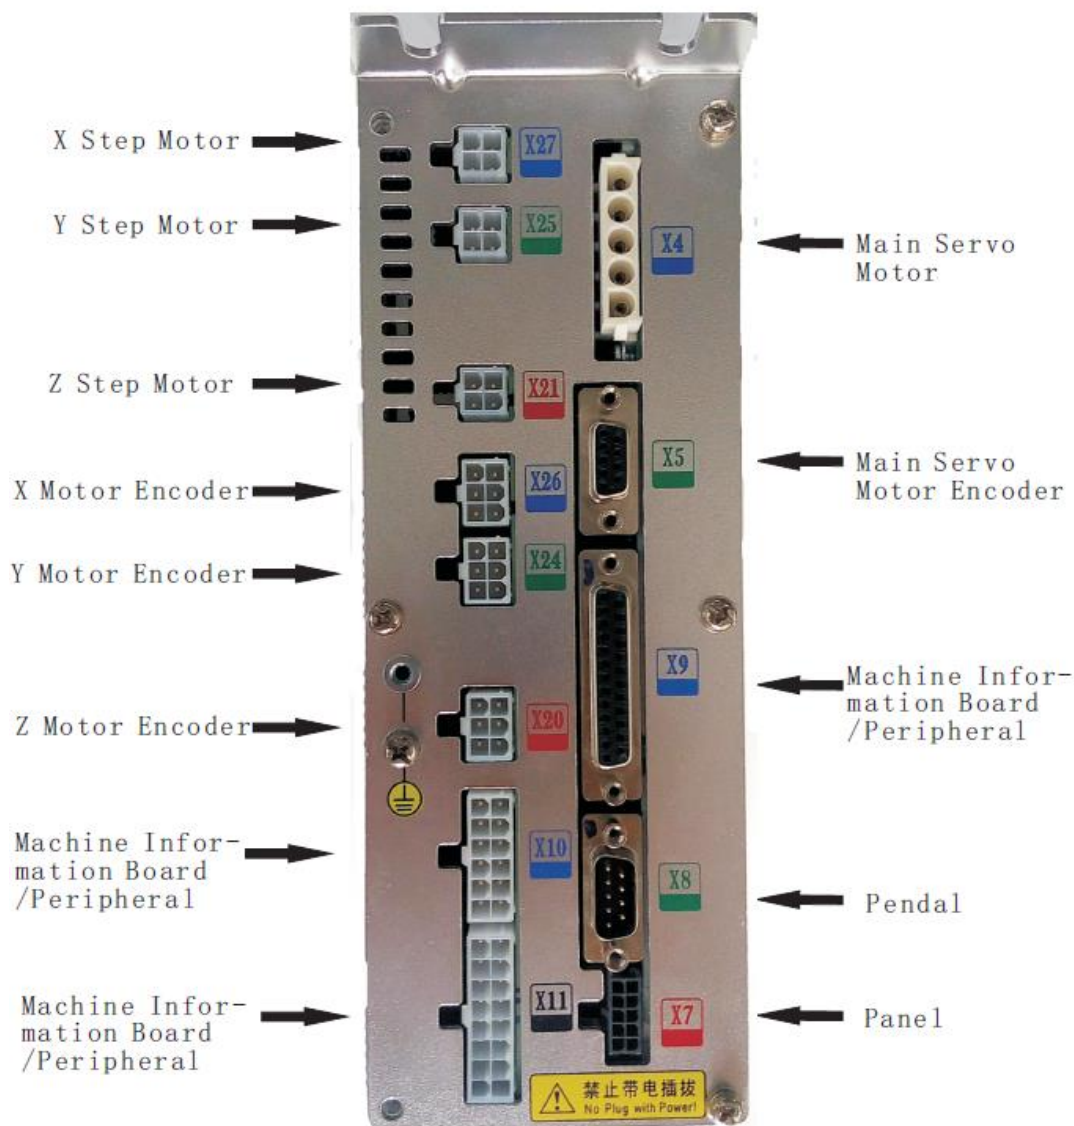 X Step Motor
X27
Y Step Motor
X25
X4
Main Servo
Motor
Z Step Motor
X21
X5
Main Servo
Motor Encoder
X Motor Encoder
X26
Y Motor Encoder
X24
X9
Machine Infor-
mation Board
/Peripheral
Z Motor Encoder
X20
Machine Infor-
mation Board
/Peripheral
X10
X8
Pendal
Machine Infor-
mation Board
/Peripheral
X11
X7
Panel
禁止带电插拔
No Plug with Power!